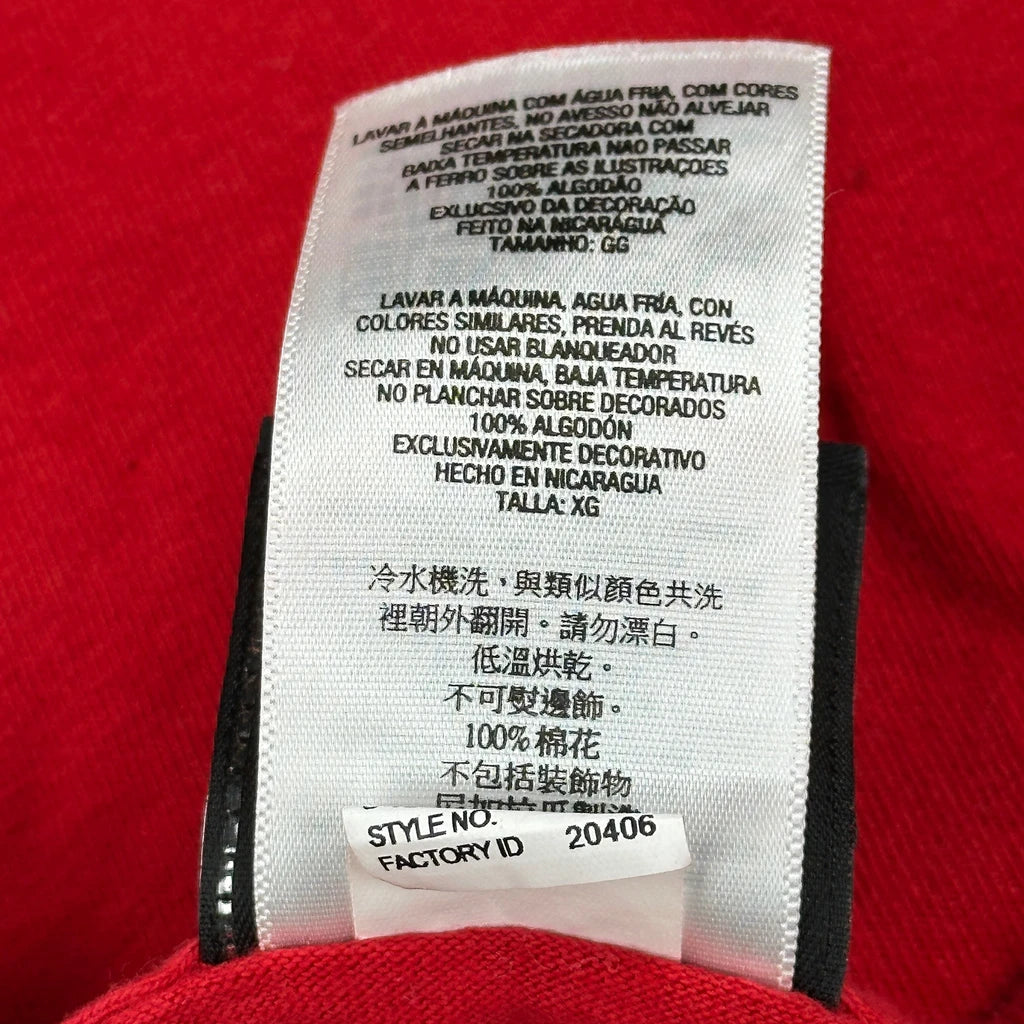 LAVAR A MÁQUINA COM ÁGUA FRIA, COM CORES
SEMELHANTES, NO AVESSO NÃO ALVEJAR
SECAR NA SECADORA COM
BAIXA TEMPERATURA NAO PASSAR
A FERRO SOBRE AS ILUSTRAÇOES
100% ALGODÃO
EXLUCSIVO DA DECORAÇÃO
FEITO NA NICARÁGUA
TAMANHO: GG
LAVAR A MÁQUINA, AGUA FRÍA, CON
COLORES SIMILARES, PRENDA AL REVÉS
NO USAR BLANQUEADOR
SECAR EN MÁQUINA, BAJA TEMPERATURA
NO PLANCHAR SOBRE DECORADOS
100% ALGODÓN
EXCLUSIVAMENTE DECORATIVO
HECHO EN NICARAGUA
TALLA: XG
冷水機洗，與類似顏色共洗
裡朝外翻開。請勿漂白。
低溫烘乾。
不可熨邊飾。
100% 棉花
不包括裝飾物
STYLE NO.
FACTORY ID 20406